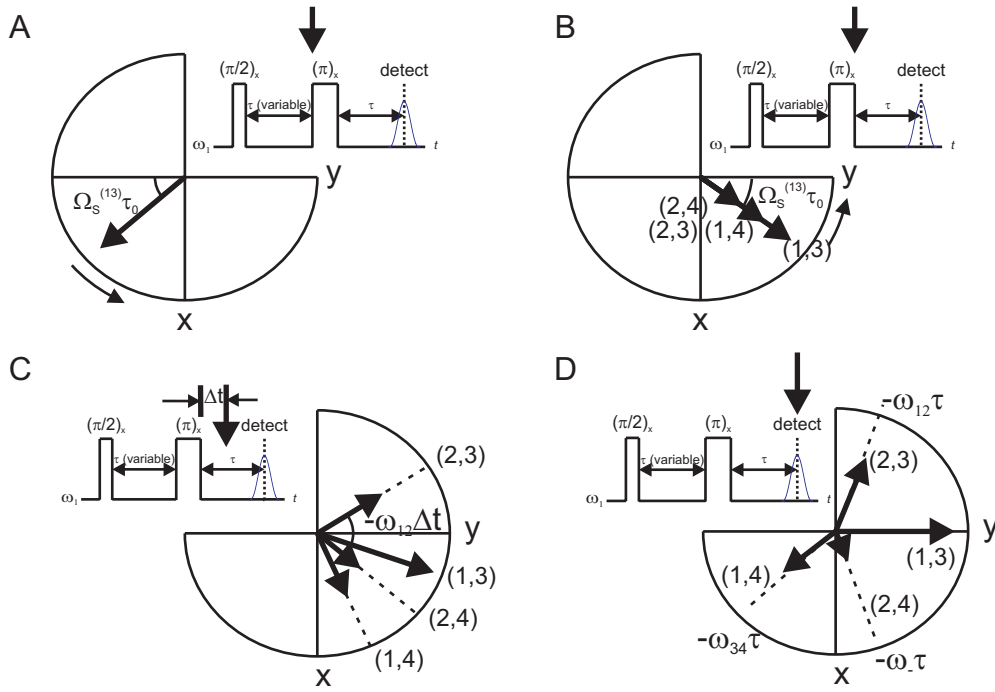 A
(π/2)ₓ
(π)ₓ
detect
τ (variable)
τ
ω₁
t
Ωₛ⁽¹³⁾τ₀
y
x
B
(π/2)ₓ
(π)ₓ
detect
τ (variable)
τ
ω₁
t
y
(2,4)
Ωₛ⁽¹³⁾τ₀
(2,3)
(1,4)
(1,3)
x
C
Δt
(π/2)ₓ
(π)ₓ
detect
τ (variable)
τ
ω₁
t
(2,3)
-ω₁₂Δt
y
(1,3)
(2,4)
(1,4)
x
D
(π/2)ₓ
(π)ₓ
detect
τ (variable)
τ
ω₁
t
-ω₁₂τ
(2,3)
y
(1,3)
(1,4)
(2,4)
-ω₃₄τ
-ω₋τ
x